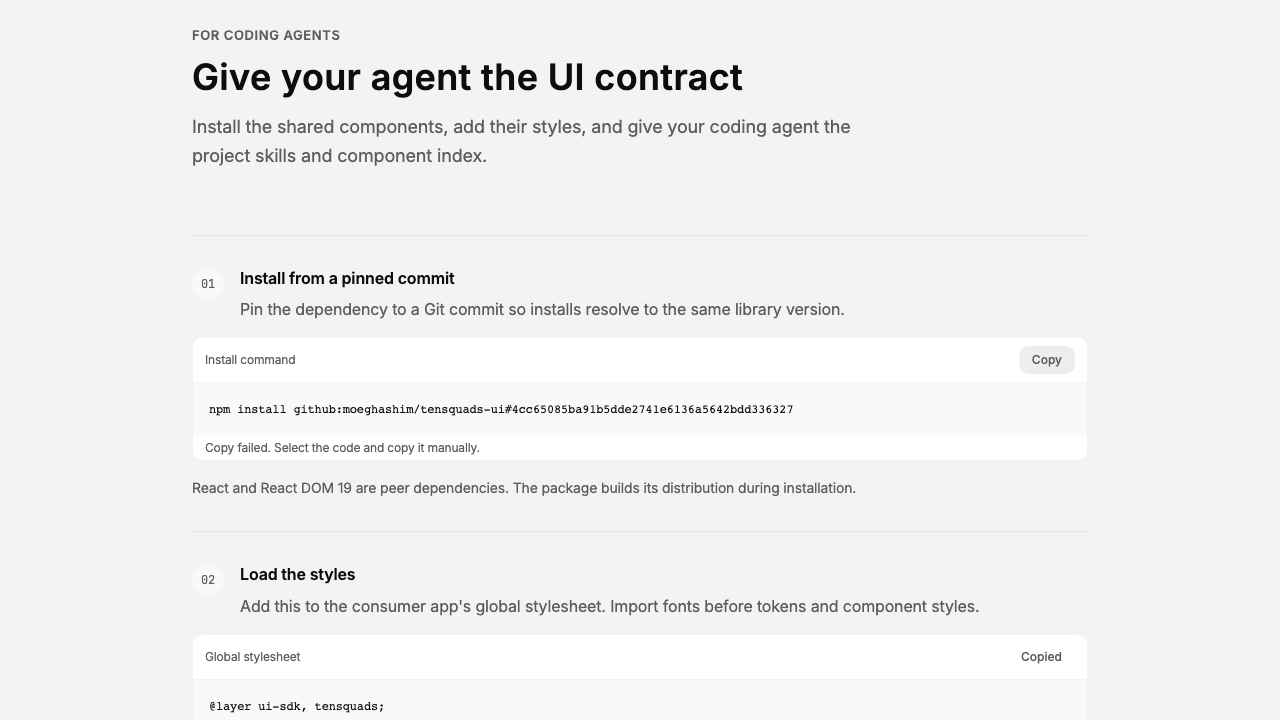 FOR CODING AGENTS
Give your agent the UI contract
Install the shared components, add their styles, and give your coding agent the
project skills and component index.
01
Install from a pinned commit
Pin the dependency to a Git commit so installs resolve to the same library version.
Install command
Copy
npm install github:moeghashim/tensquads-ui#4cc65085ba91b5dde2741e6136a5642bdd336327
Copy failed. Select the code and copy it manually.
React and React DOM 19 are peer dependencies. The package builds its distribution during installation.
02
Load the styles
Add this to the consumer app's global stylesheet. Import fonts before tokens and component styles.
Global stylesheet
Copied
@layer ui-sdk, tensquads;